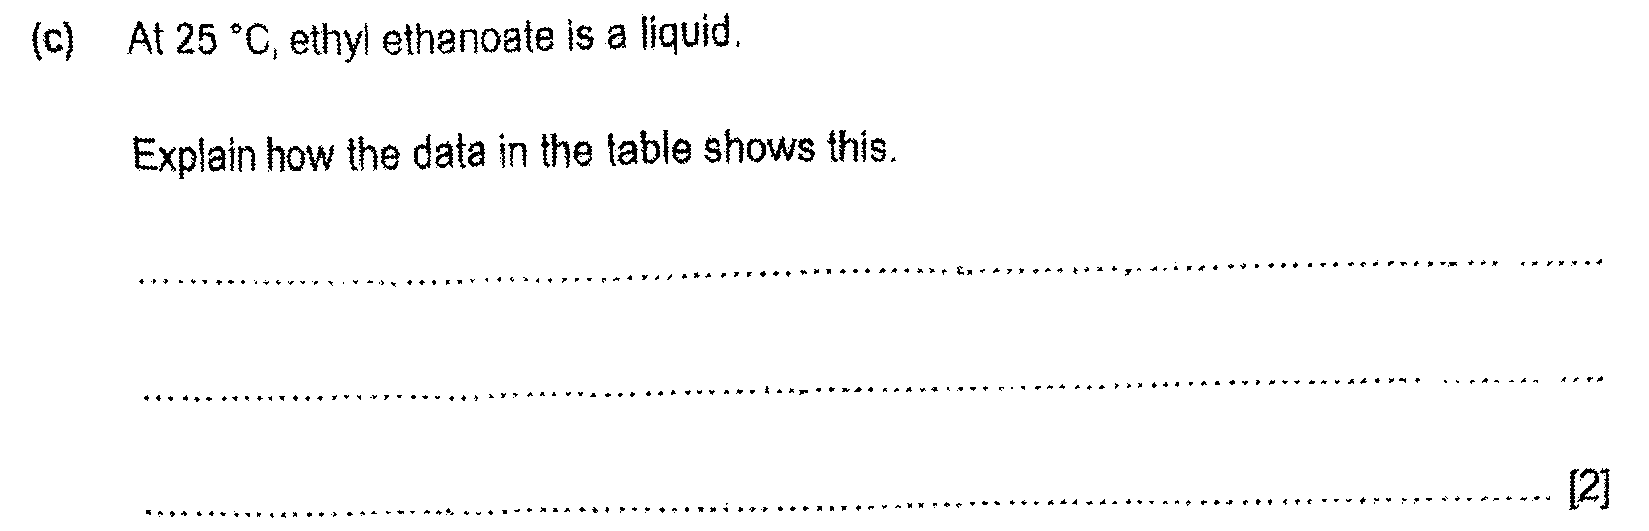 (c) At 25 °C, ethyl ethanoate is a liquid.
Explain how the data in the table shows this.
[2]